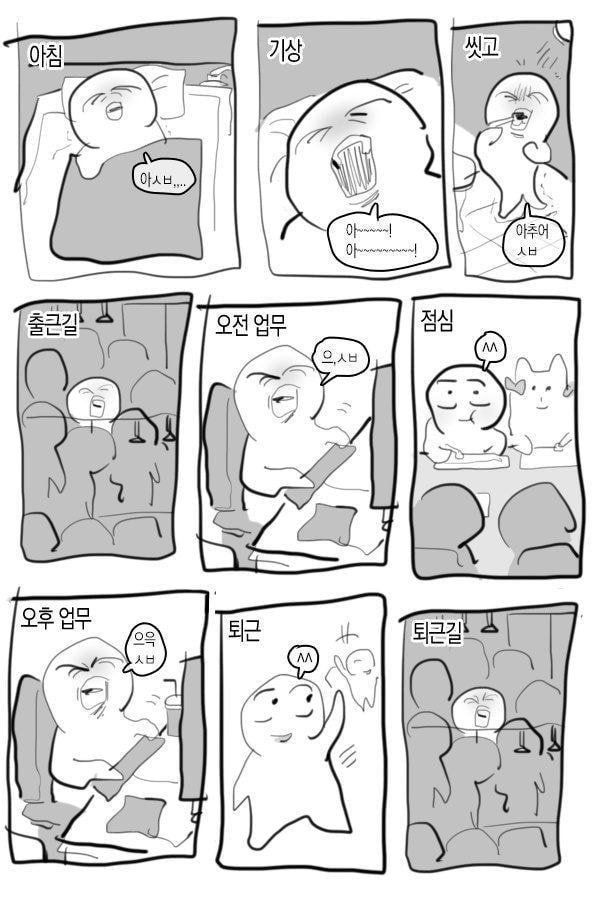 아침
아ㅅㅂ,,..
기상
아~~~~~!
아~~~~~~~~~!
씻고
아추어
ㅅㅂ
출근길
오전 업무
으,ㅅㅂ
점심
^^
오후 업무
으윽
ㅅㅂ
퇴근
^^
퇴근길